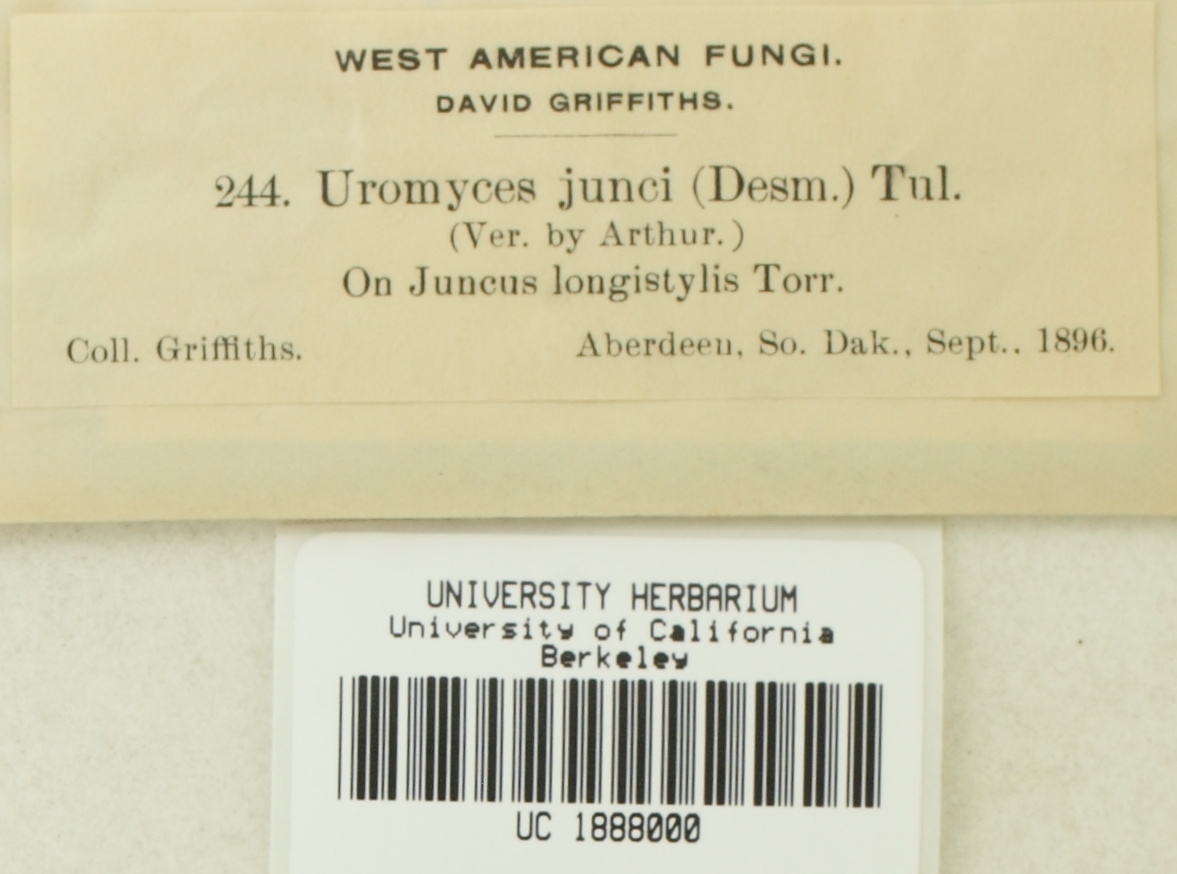 WEST AMERICAN FUNGI.
DAVID GRIFFITHS.
244. Uromyces junci (Desm.) Tul.
(Ver. by Arthur.)
On Juncus longistylis Torr.
Coll. Griffiths. Aberdeen, So. Dak., Sept., 1896.
UNIVERSITY HERBARIUM
University of California
Berkeley
UC 1888000